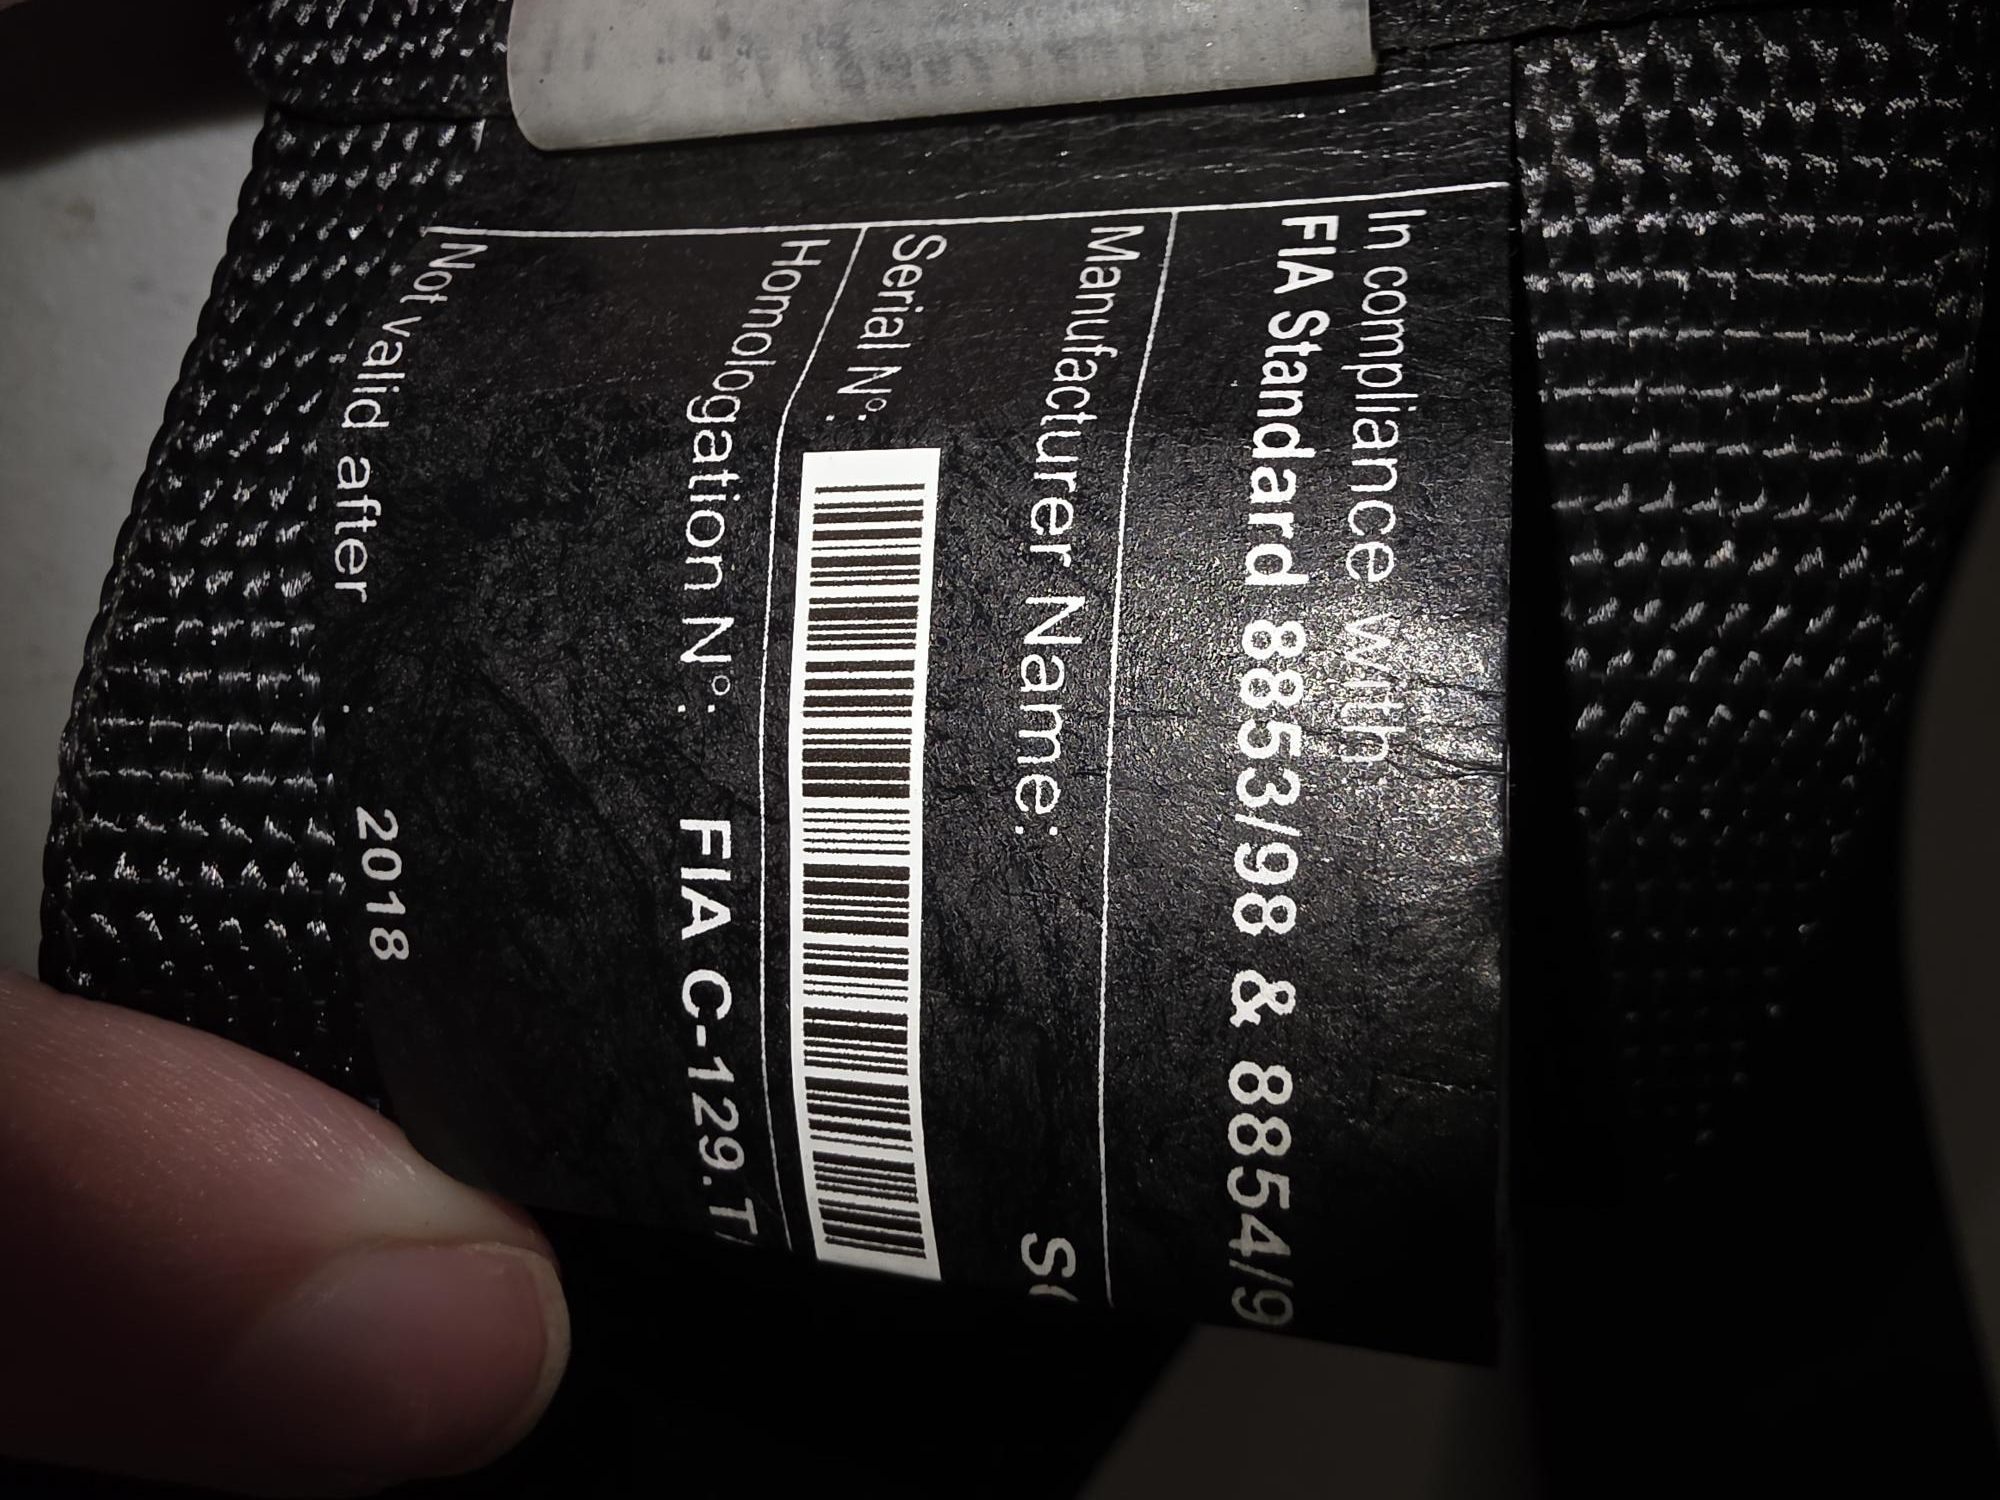 In compliance with:
FIA Standard 8853/98 & 8854/9
Manufacturer Name:
Serial N°:
Homologation N°: FIA C-129.T
Not valid after : 2018